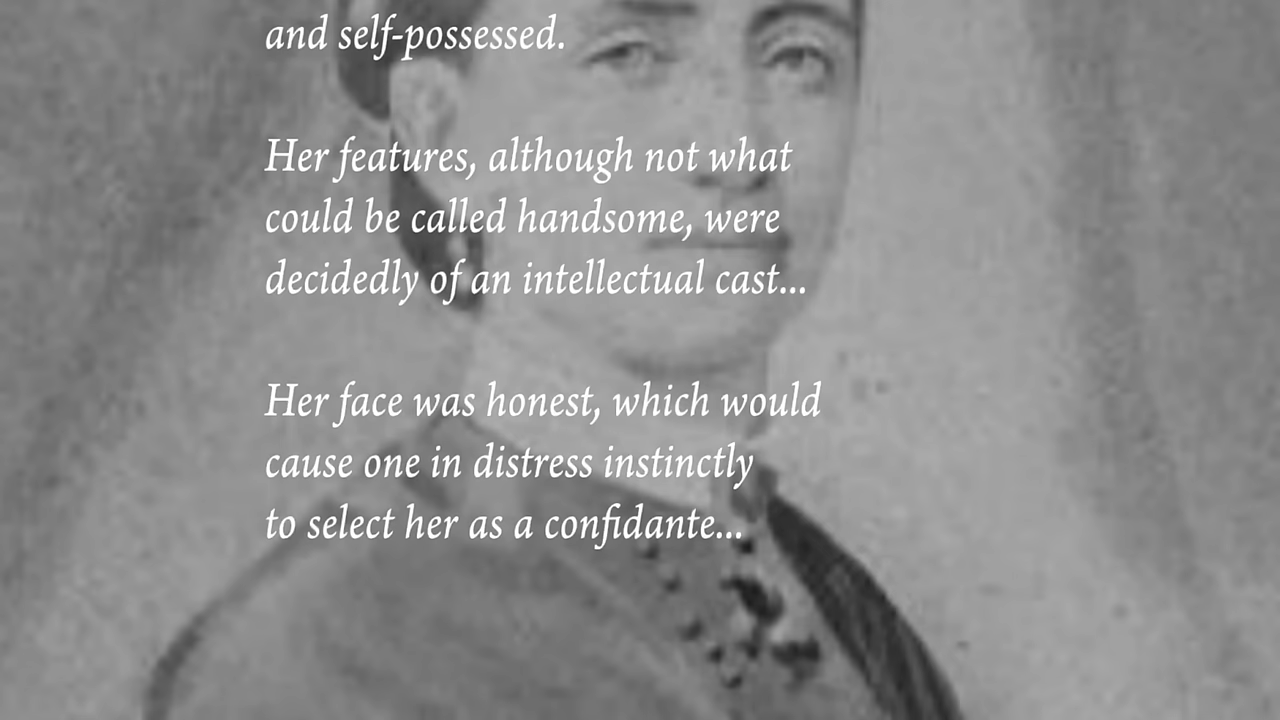 and self-possessed.
Her features, although not what
could be called handsome, were
decidedly of an intellectual cast...
Her face was honest, which would
cause one in distress instinctly
to select her as a confidante...